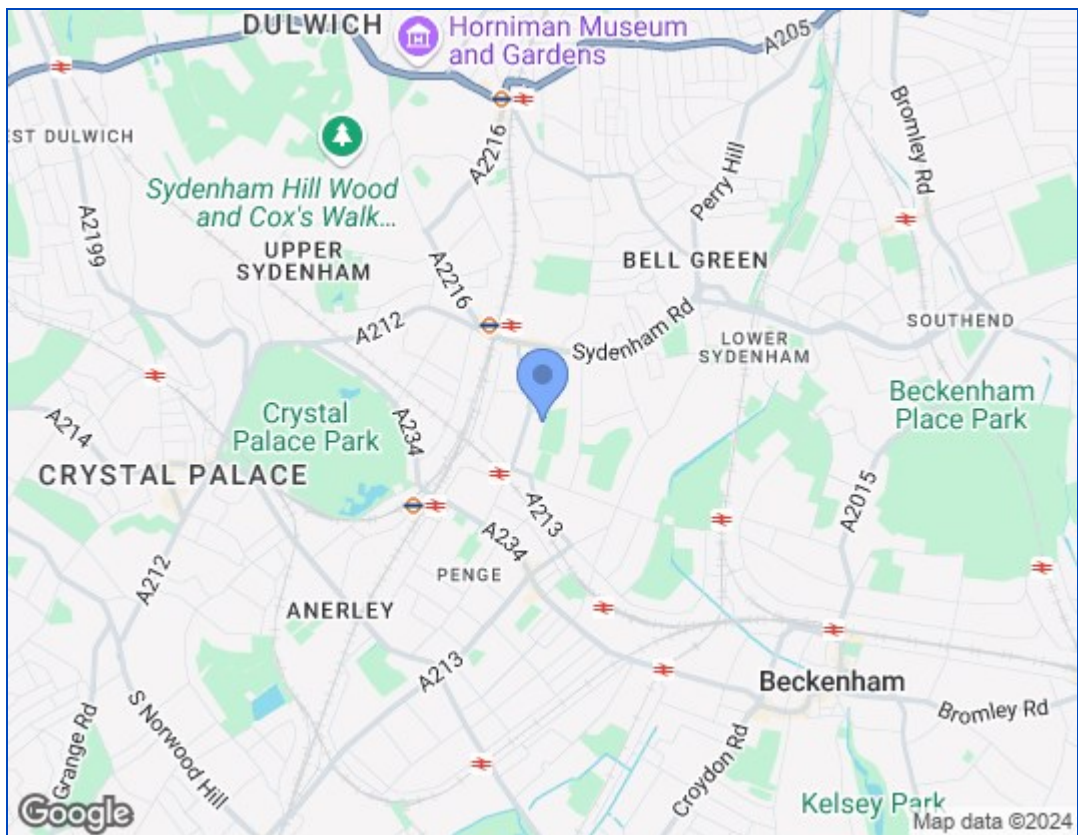 DULWICH
Horniman Museum
and Gardens
A205
EST DULWICH
A2216
Bromley Rd
Perry Hill
Sydenham Hill Wood
and Cox's Walk...
A2199
UPPER
SYDENHAM
BELL GREEN
A2216
A212
Sydenham Rd
LOWER
SYDENHAM
SOUTHEND
Crystal
Palace Park
A234
Beckenham
Place Park
A214
CRYSTAL PALACE
A213
A2015
A234
A212
PENGE
ANERLEY
A213
Beckenham
Bromley Rd
Grange Rd
S Norwood Hill
Croydon Rd
Kelsey Park
Google
Map data ©2024